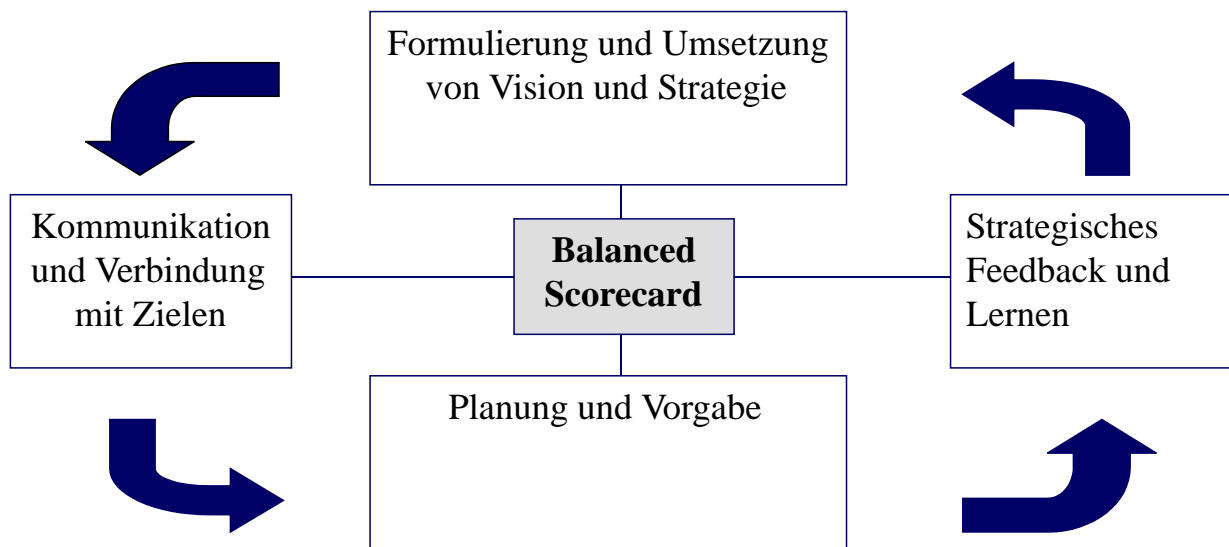 Formulierung und Umsetzung
von Vision und Strategie
Kommunikation
und Verbindung
mit Zielen
Balanced
Scorecard
Strategisches
Feedback und
Lernen
Planung und Vorgabe